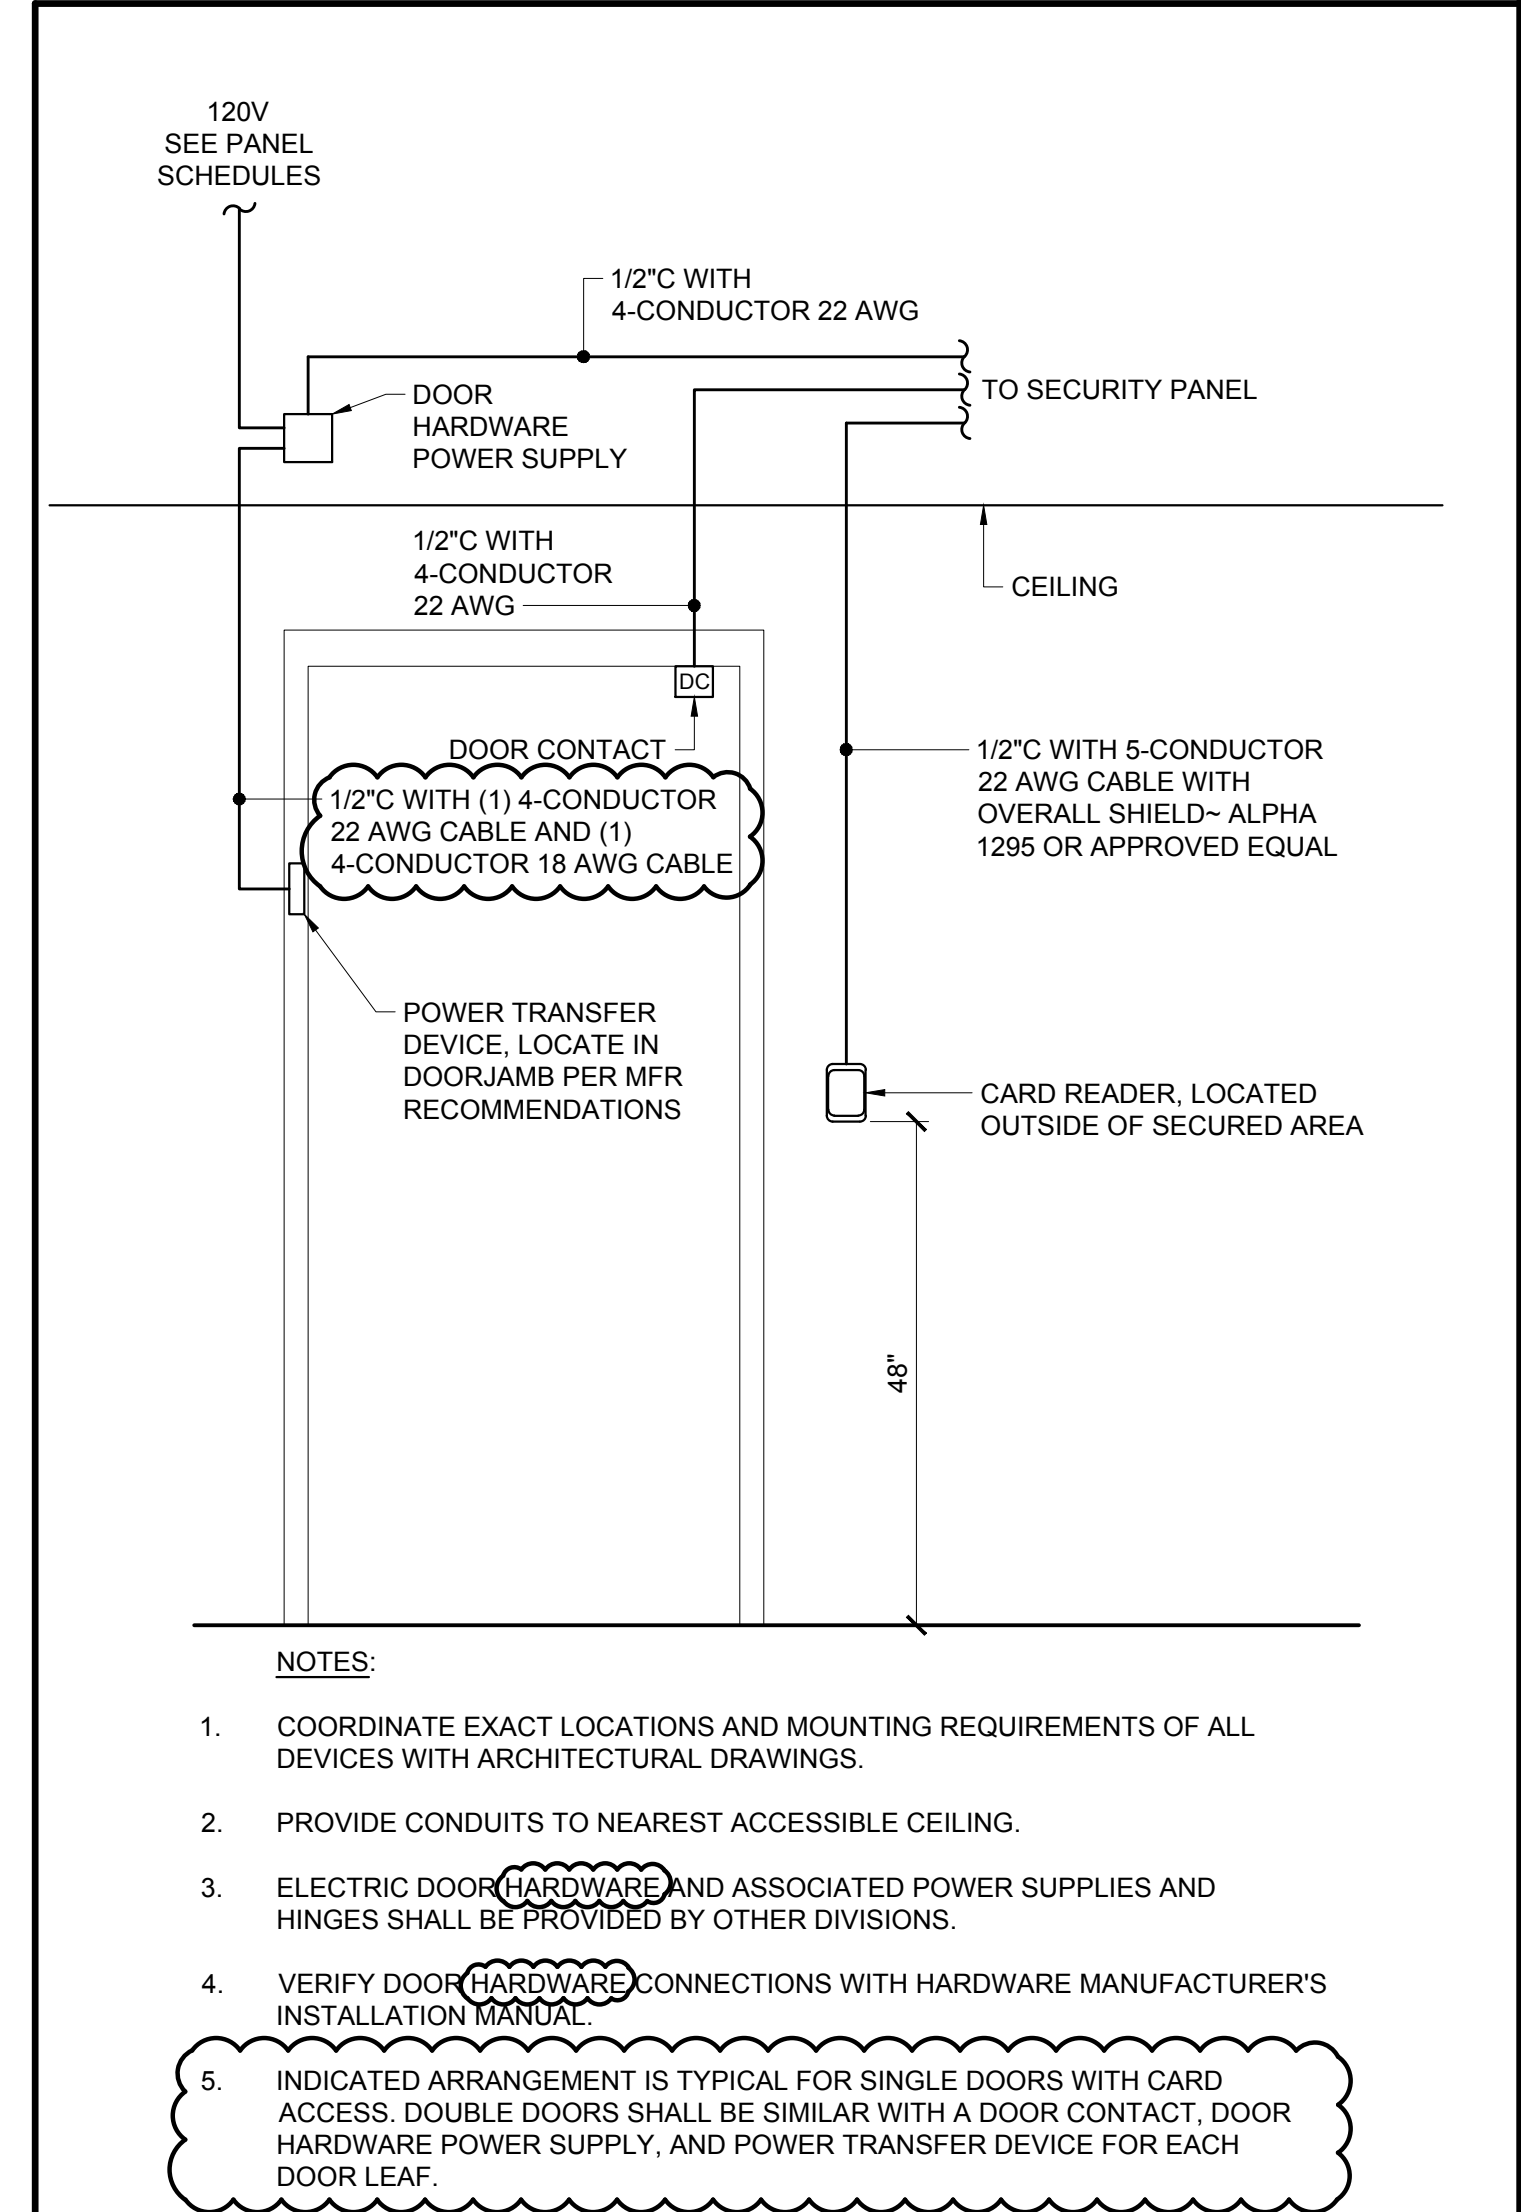 120V
SEE PANEL
SCHEDULES
1/2"C WITH
4-CONDUCTOR 22 AWG
TO SECURITY PANEL
DOOR
HARDWARE
POWER SUPPLY
1/2"C WITH
4-CONDUCTOR
22 AWG
CEILING
DC
DOOR CONTACT
1/2"C WITH (1) 4-CONDUCTOR
22 AWG CABLE AND (1)
4-CONDUCTOR 18 AWG CABLE
1/2"C WITH 5-CONDUCTOR
22 AWG CABLE WITH
OVERALL SHIELD~ ALPHA
1295 OR APPROVED EQUAL
POWER TRANSFER
DEVICE, LOCATE IN
DOORJAMB PER MFR
RECOMMENDATIONS
CARD READER, LOCATED
OUTSIDE OF SECURED AREA
48"
NOTES:
1. COORDINATE EXACT LOCATIONS AND MOUNTING REQUIREMENTS OF ALL
DEVICES WITH ARCHITECTURAL DRAWINGS.
2. PROVIDE CONDUITS TO NEAREST ACCESSIBLE CEILING.
3. ELECTRIC DOOR HARDWARE AND ASSOCIATED POWER SUPPLIES AND
HINGES SHALL BE PROVIDED BY OTHER DIVISIONS.
4. VERIFY DOOR HARDWARE CONNECTIONS WITH HARDWARE MANUFACTURER'S
INSTALLATION MANUAL.
5. INDICATED ARRANGEMENT IS TYPICAL FOR SINGLE DOORS WITH CARD
ACCESS. DOUBLE DOORS SHALL BE SIMILAR WITH A DOOR CONTACT, DOOR
HARDWARE POWER SUPPLY, AND POWER TRANSFER DEVICE FOR EACH
DOOR LEAF.